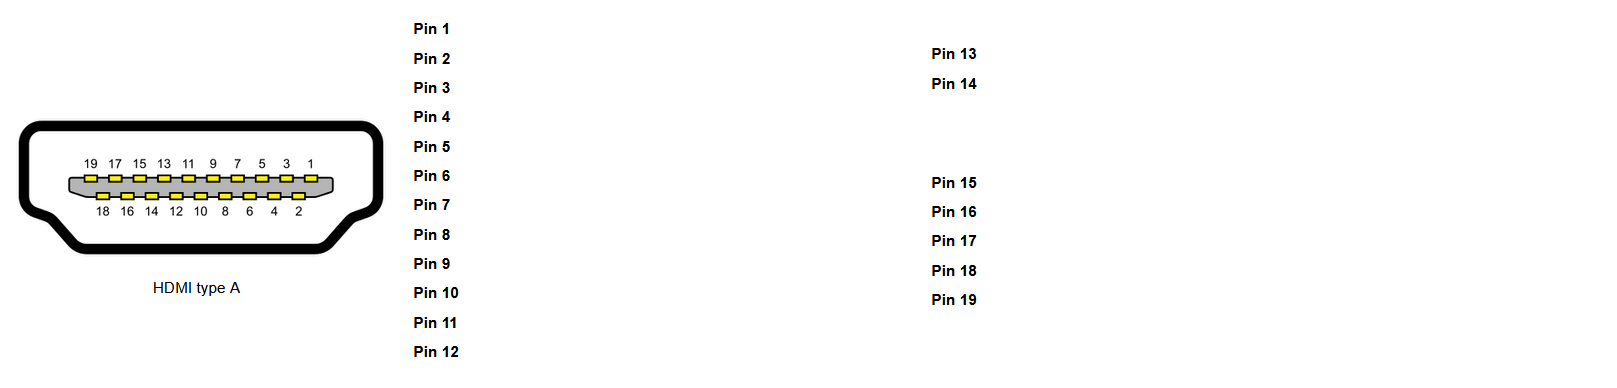 19 17 15 13 11 9 7 5 3 1
18 16 14 12 10 8 6 4 2
HDMI type A
Pin 1
Pin 2
Pin 3
Pin 4
Pin 5
Pin 6
Pin 7
Pin 8
Pin 9
Pin 10
Pin 11
Pin 12
Pin 13
Pin 14
Pin 15
Pin 16
Pin 17
Pin 18
Pin 19